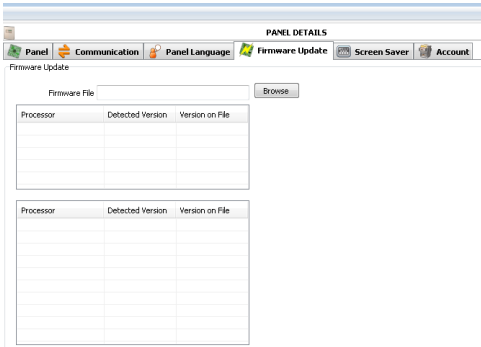 PANEL DETAILS
Panel Communication Panel Language Firmware Update Screen Saver Account
Firmware Update
Firmware File Browse
Processor Detected Version Version on File
Processor Detected Version Version on File